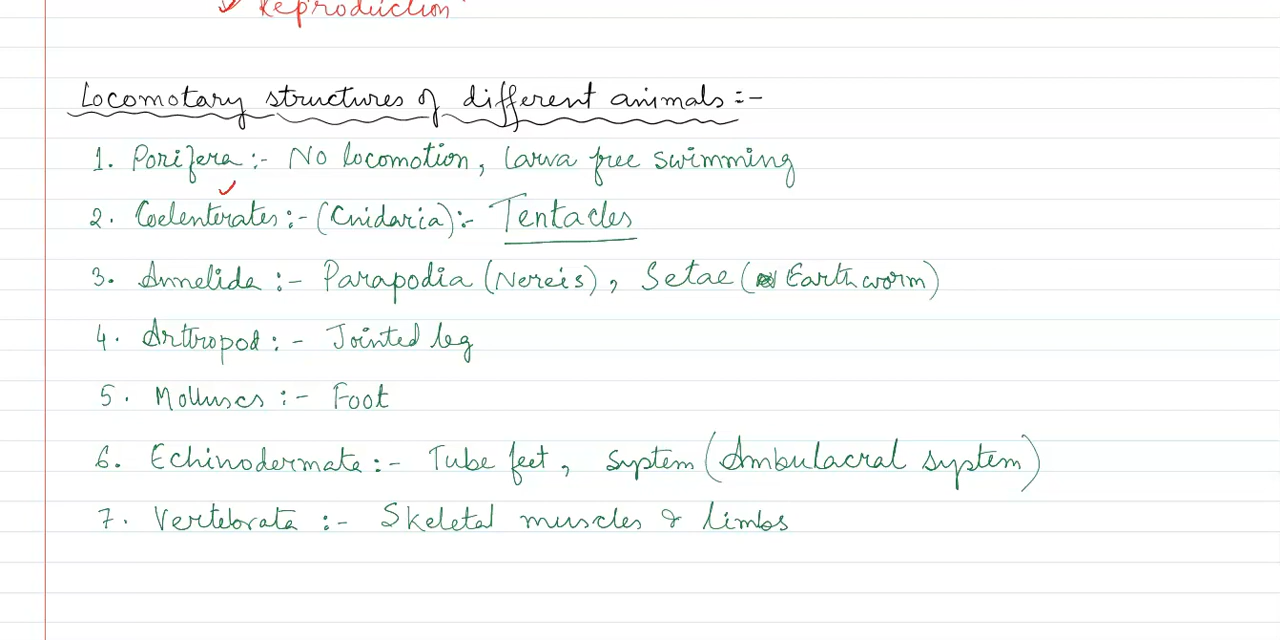 Reproduction
Locomotary structures of different animals :-
1. Porifera :- No locomotion, Larva free swimming
2. Coelenterates :- (Cnidaria) :- Tentacles
3. Annelida :- Parapodia (Nereis), Setae (Earthworm)
4. Arttropod :- Jointed leg
5. Molluscs :- Foot
6. Echinodermata :- Tube feet, system (Ambulacral system)
7. Vertebrata :- Skeletal muscles & limbs